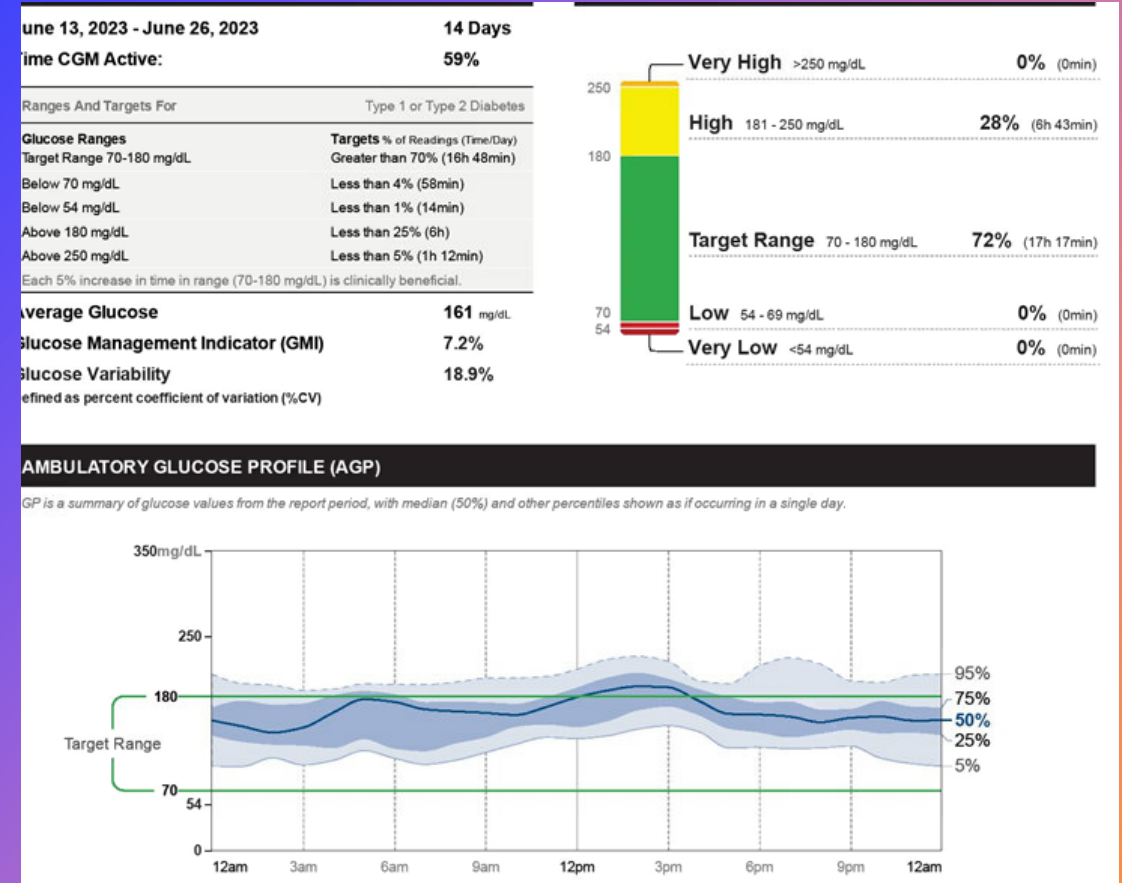 une 13, 2023 - June 26, 2023 14 Days
ime CGM Active: 59%
Ranges And Targets For Type 1 or Type 2 Diabetes
Glucose Ranges Targets % of Readings (Time/Day)
Target Range 70-180 mg/dL Greater than 70% (16h 48min)
Below 70 mg/dL Less than 4% (58min)
Below 54 mg/dL Less than 1% (14min)
Above 180 mg/dL Less than 25% (6h)
Above 250 mg/dL Less than 5% (1h 12min)
Each 5% increase in time in range (70-180 mg/dL) is clinically beneficial.
Average Glucose 161 mg/dL
Glucose Management Indicator (GMI) 7.2%
Glucose Variability 18.9%
efined as percent coefficient of variation (%CV)
Very High >250 mg/dL 0% (0min)
250
High 181 - 250 mg/dL 28% (6h 43min)
180
Target Range 70 - 180 mg/dL 72% (17h 17min)
70
Low 54 - 69 mg/dL 0% (0min)
54
Very Low <54 mg/dL 0% (0min)
AMBULATORY GLUCOSE PROFILE (AGP)
GP is a summary of glucose values from the report period, with median (50%) and other percentiles shown as if occurring in a single day.
350mg/dL
250
95%
180
75%
50%
Target Range
25%
5%
70
54
0
12am 3am 6am 9am 12pm 3pm 6pm 9pm 12am